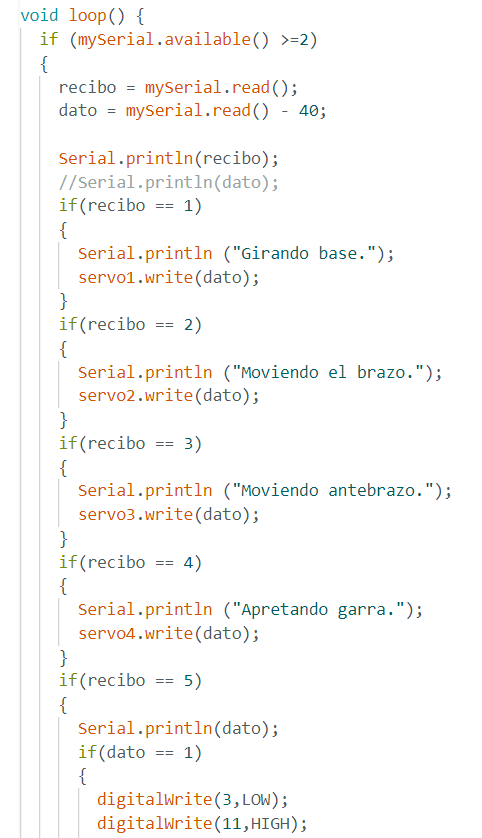 void loop() {
  if (mySerial.available() >=2)
  {
    recibo = mySerial.read();
    dato = mySerial.read() - 40;

    Serial.println(recibo);
    //Serial.println(dato);
    if(recibo == 1)
    {
      Serial.println ("Girando base.");
      servo1.write(dato);
    }
    if(recibo == 2)
    {
      Serial.println ("Moviendo el brazo.");
      servo2.write(dato);
    }
    if(recibo == 3)
    {
      Serial.println ("Moviendo antebrazo.");
      servo3.write(dato);
    }
    if(recibo == 4)
    {
      Serial.println ("Apretando garra.");
      servo4.write(dato);
    }
    if(recibo == 5)
    {
      Serial.println(dato);
      if(dato == 1)
      {
        digitalWrite(3,LOW);
        digitalWrite(11,HIGH);